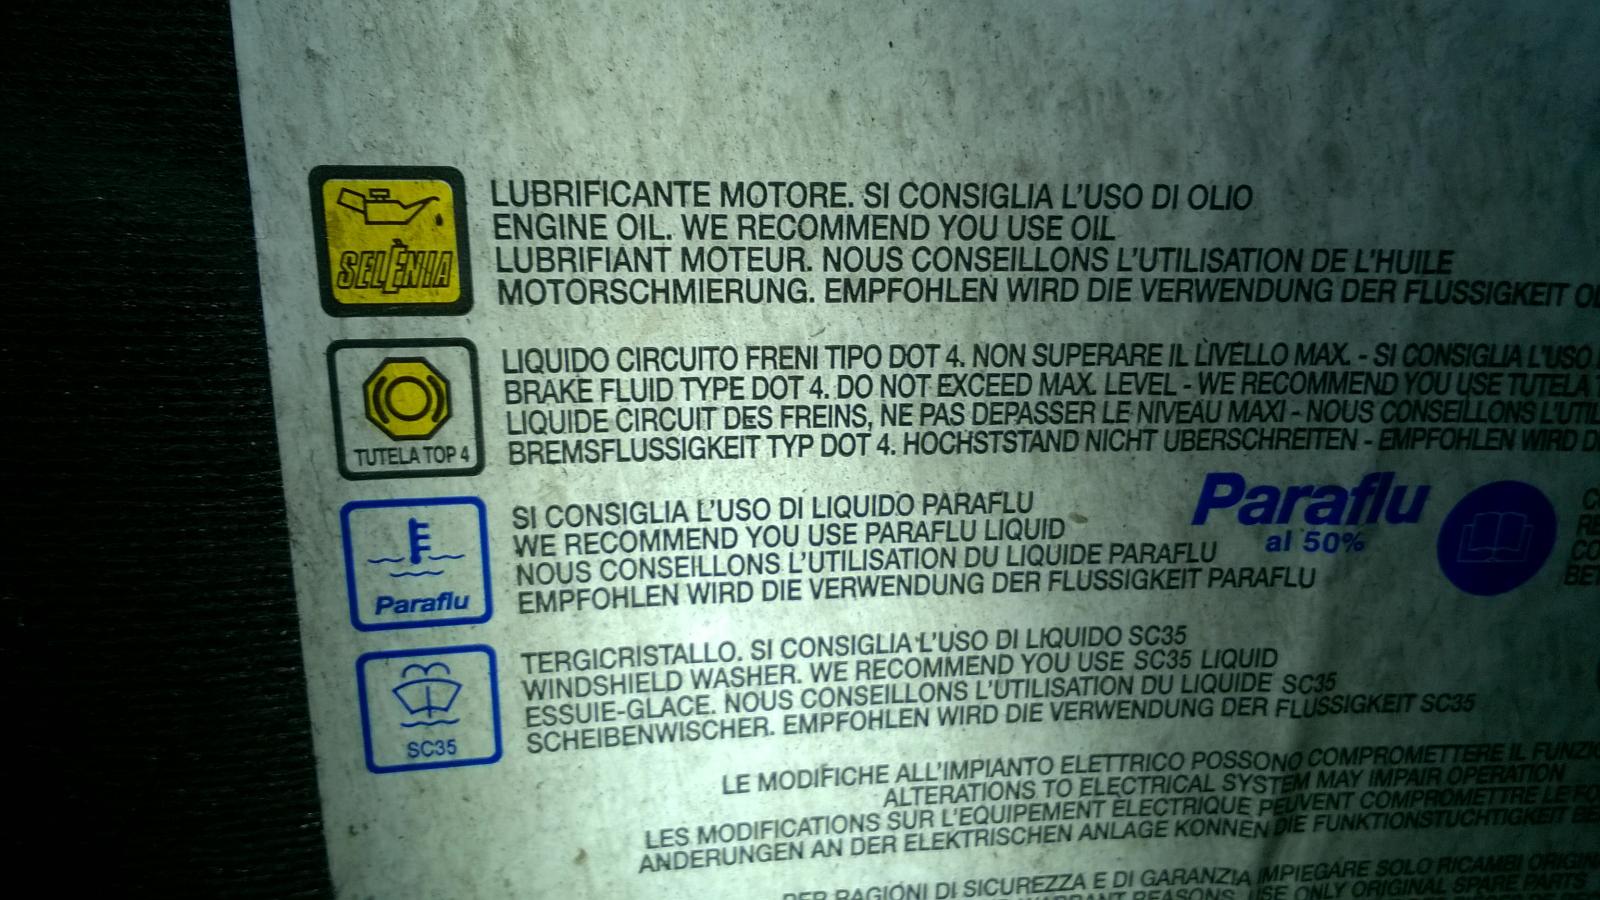 SELENIA
LUBRIFICANTE MOTORE. SI CONSIGLIA L'USO DI OLIO
ENGINE OIL. WE RECOMMEND YOU USE OIL
LUBRIFIANT MOTEUR. NOUS CONSEILLONS L'UTILISATION DE L'HUILE
MOTORSCHMIERUNG. EMPFOHLEN WIRD DIE VERWENDUNG DER FLUSSIGKEIT
TUTELA TOP 4
LIQUIDO CIRCUITO FRENI TIPO DOT 4. NON SUPERARE IL LIVELLO MAX. - SI CONSIGLIA L'USO
BRAKE FLUID TYPE DOT 4. DO NOT EXCEED MAX. LEVEL - WE RECOMMEND YOU USE TUTELA
LIQUIDE CIRCUIT DES FREINS, NE PAS DEPASSER LE NIVEAU MAXI - NOUS CONSEILLONS
BREMSFLUSSIGKEIT TYP DOT 4. HOCHSTSTAND NICHT UBERSCHREITEN - EMPFOHLEN WIRD
Paraflu
SI CONSIGLIA L'USO DI LIQUIDO PARAFLU
WE RECOMMEND YOU USE PARAFLU LIQUID
NOUS CONSEILLONS L'UTILISATION DU LIQUIDE PARAFLU
EMPFOHLEN WIRD DIE VERWENDUNG DER FLUSSIGKEIT PARAFLU
Paraflu
al 50%
SC35
TERGICRISTALLO. SI CONSIGLIA L'USO DI LIQUIDO SC35
WINDSHIELD WASHER. WE RECOMMEND YOU USE SC35 LIQUID
ESSUIE-GLACE. NOUS CONSEILLONS L'UTILISATION DU LIQUIDE SC35
SCHEIBENWISCHER. EMPFOHLEN WIRD DIE VERWENDUNG DER FLUSSIGKEIT SC35
LE MODIFICHE ALL'IMPIANTO ELETTRICO POSSONO COMPROMETTERE IL
ALTERATIONS TO ELECTRICAL SYSTEM MAY IMPAIR OPERATION
LES MODIFICATIONS SUR L'EQUIPEMENT ELECTRIQUE PEUVENT COMPROMETTRE LE
ANDERUNGEN AN DER ELEKTRISCHEN ANLAGE KONNEN DIE FUNKTIONSTUCHTIGKEIT
PER RAGIONI DI SICUREZZA E DI GARANZIA IMPIEGARE SOLO RICAMBI
REASONS, USE ONLY ORIGINAL SPARE PARTS